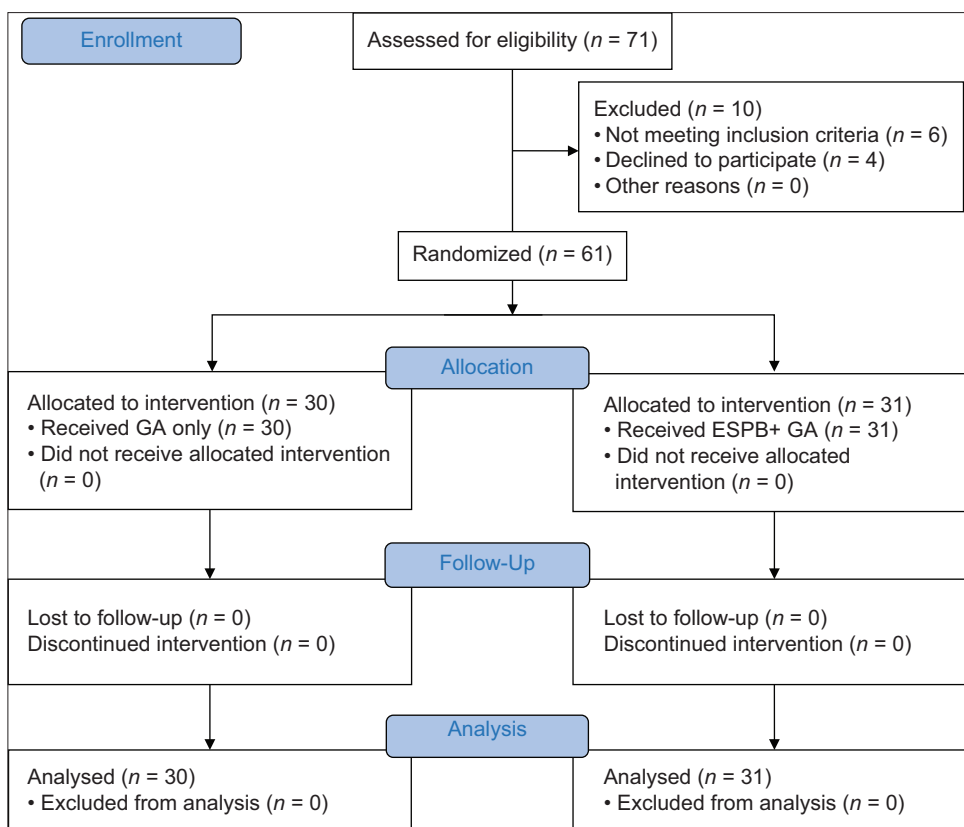 Enrollment
Assessed for eligibility (n = 71)
Excluded (n = 10)
• Not meeting inclusion criteria (n = 6)
• Declined to participate (n = 4)
• Other reasons (n = 0)
Randomized (n = 61)
Allocation
Allocated to intervention (n = 30)
• Received GA only (n = 30)
• Did not receive allocated intervention
(n = 0)
Allocated to intervention (n = 31)
• Received ESPB+ GA (n = 31)
• Did not receive allocated
intervention (n = 0)
Follow-Up
Lost to follow-up (n = 0)
Discontinued intervention (n = 0)
Lost to follow-up (n = 0)
Discontinued intervention (n = 0)
Analysis
Analysed (n = 30)
• Excluded from analysis (n = 0)
Analysed (n = 31)
• Excluded from analysis (n = 0)